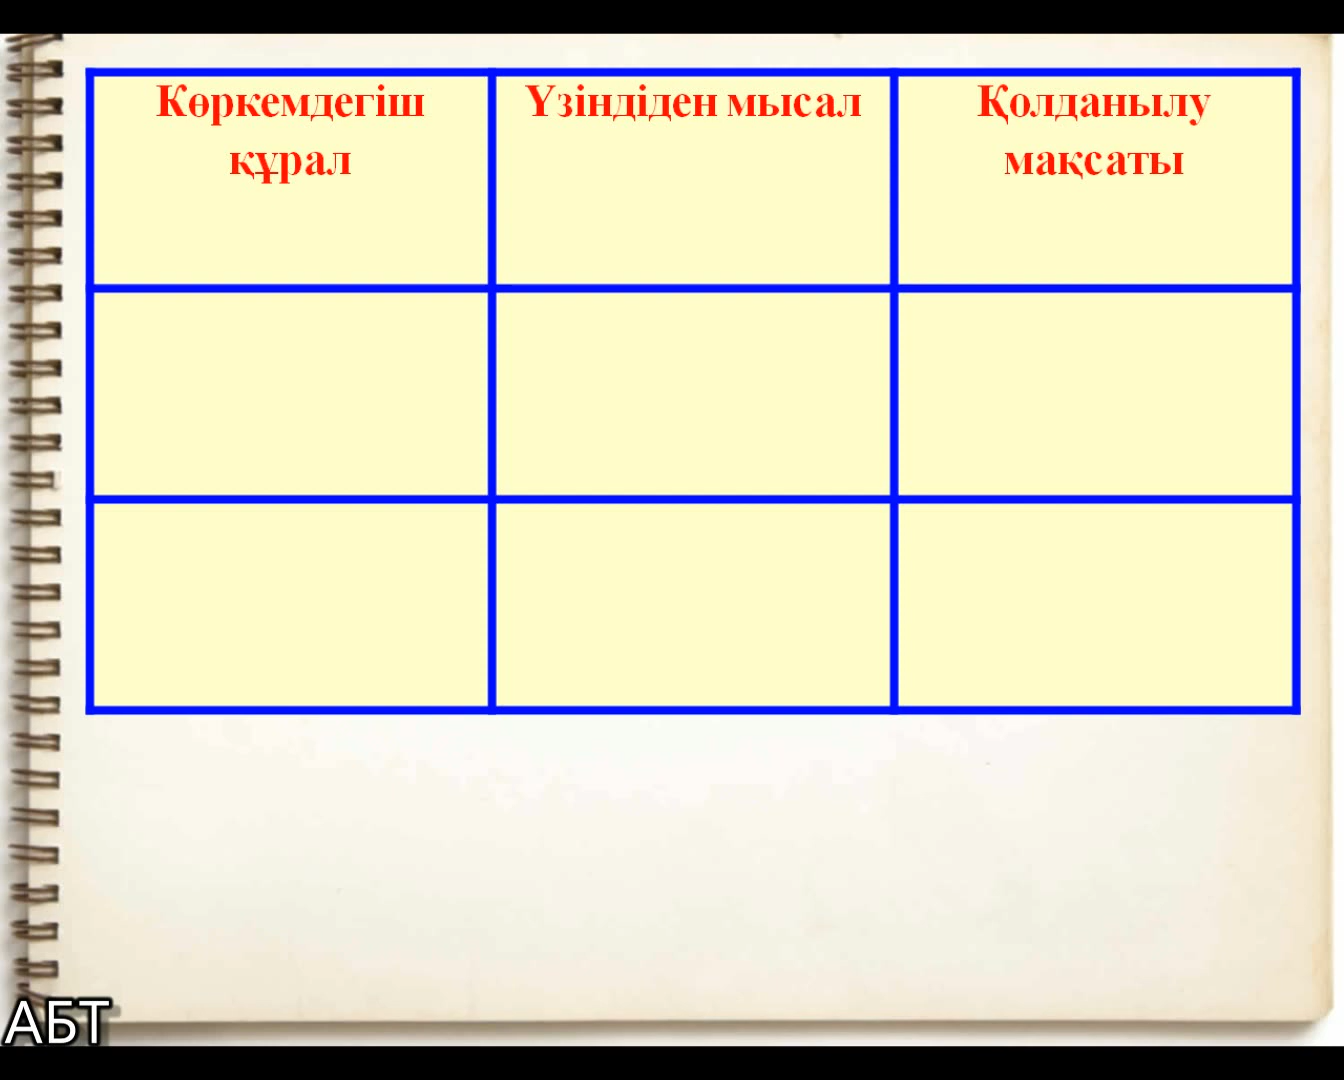 Көркемдегіш
құрал
Үзіндіден мысал
Қолданылу
мақсаты
АБТ